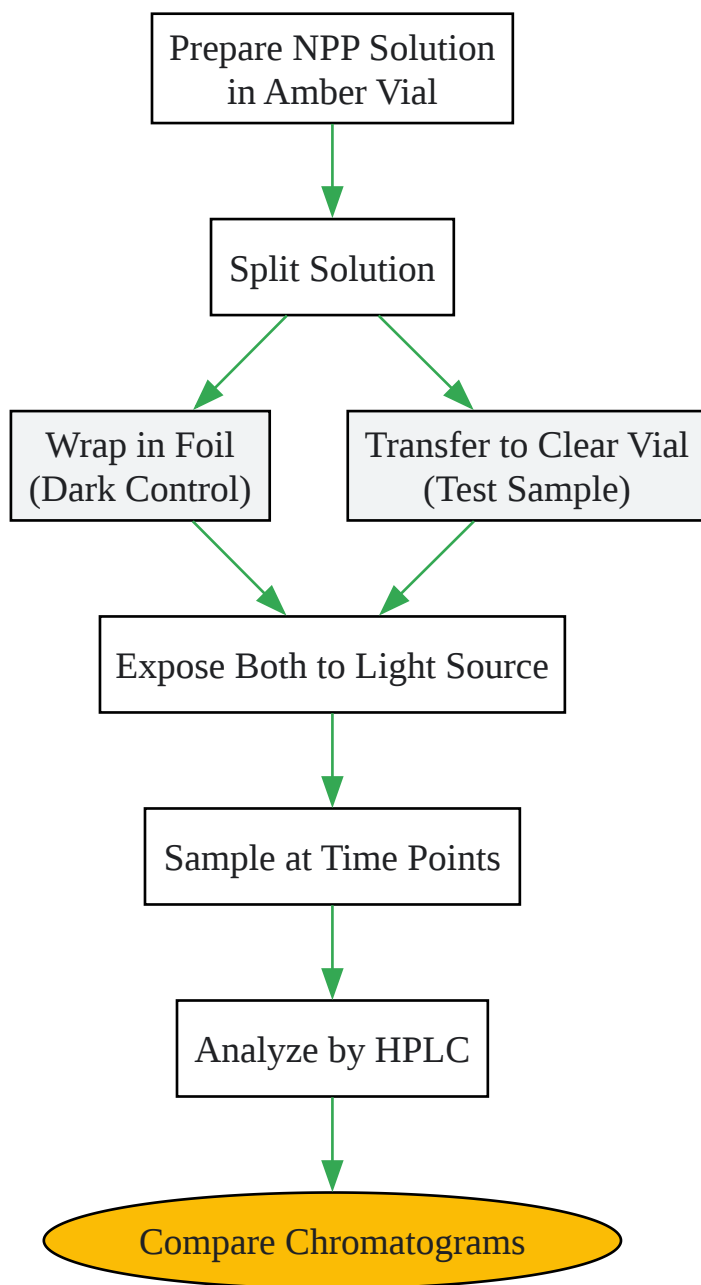 Prepare NPP Solution
in Amber Vial
Split Solution
Wrap in Foil
(Dark Control)
Transfer to Clear Vial
(Test Sample)
Expose Both to Light Source
Sample at Time Points
Analyze by HPLC
Compare Chromatograms